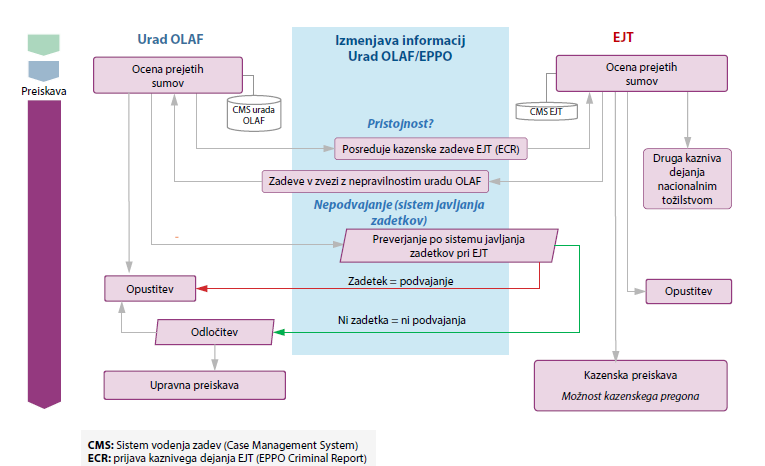 Urad OLAF
Izmenjava informacij
Urad OLAF/EPPO
EJT
Preiskava
Ocena prejetih
sumov
CMS urada
OLAF
Ocena prejetih
sumov
CMS EJT
Pristojnost?
Posreduje kazenske zadeve EJT (ECR)
Druga kazniva
dejanja
nacionalnim
tožilstvom
Zadeve v zvezi z nepravilnostim uradu OLAF
Nepodvajanje (sistem javljanja
zadetkov)
Preverjanje po sistemu javljanja
zadetkov pri EJT
Zadetek = podvajanje
Opustitev
Opustitev
Ni zadetka = ni podvajanja
Odločitev
Upravna preiskava
Kazenska preiskava
Možnost kazenskega pregona
CMS: Sistem vodenja zadev (Case Management System)
ECR: prijava kaznivega dejanja EJT (EPPO Criminal Report)